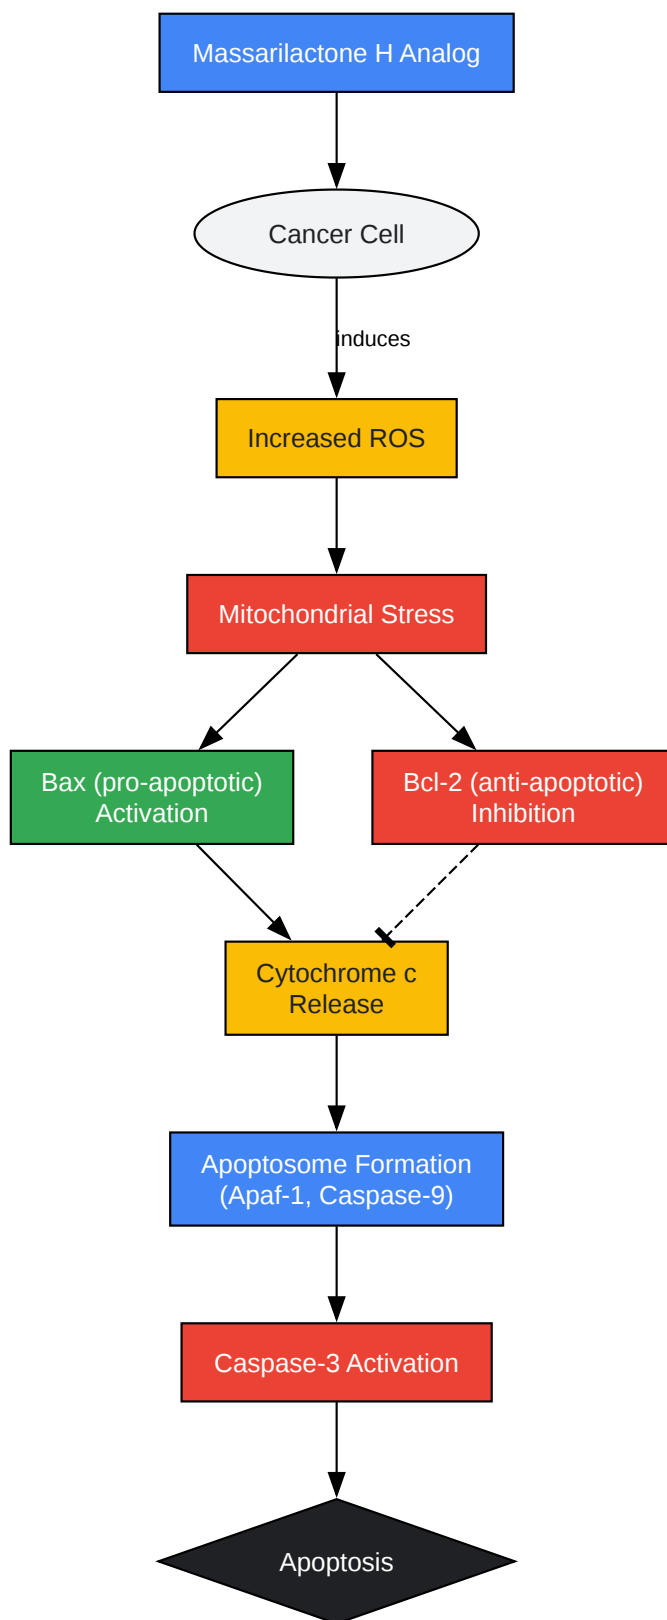 Massarilactone H Analog
Cancer Cell
induces
Increased ROS
Mitochondrial Stress
Bax (pro-apoptotic)
Activation
Bcl-2 (anti-apoptotic)
Inhibition
Cytochrome c
Release
Apoptosome Formation
(Apaf-1, Caspase-9)
Caspase-3 Activation
Apoptosis